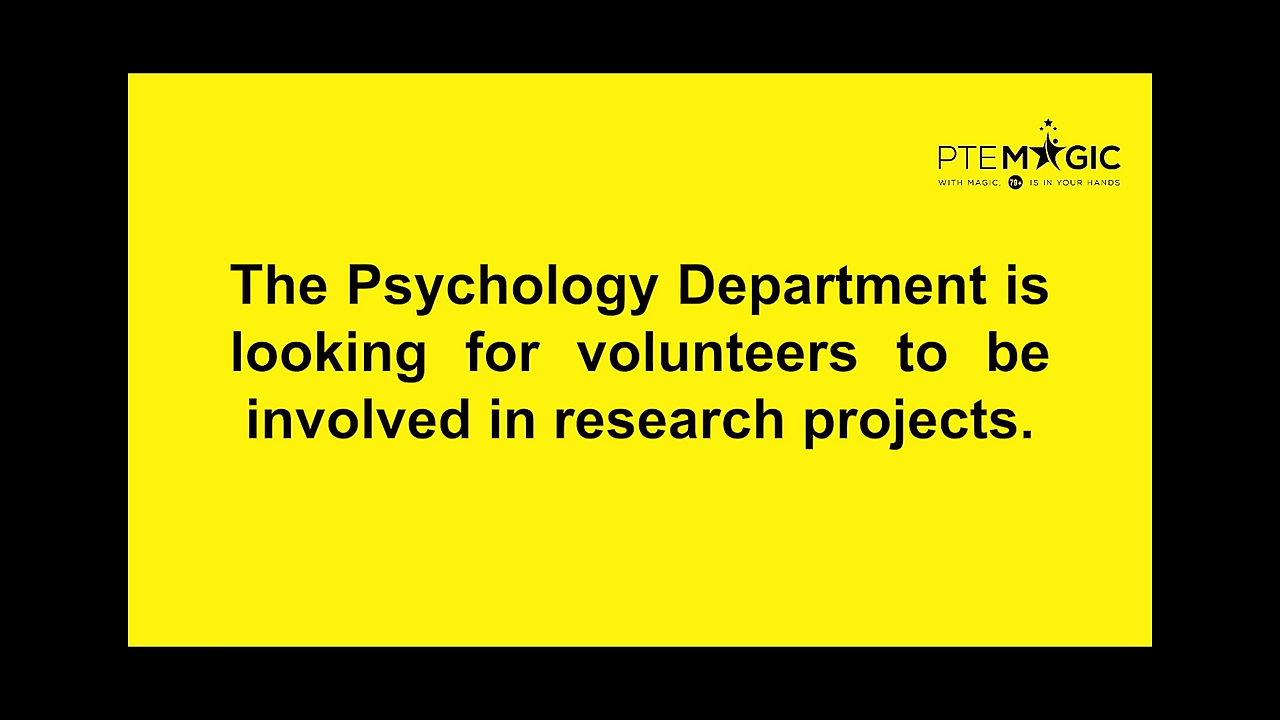 PTEMAGIC
WITH MAGIC. 79+ IS IN YOUR HANDS
The Psychology Department is
looking for volunteers to be
involved in research projects.